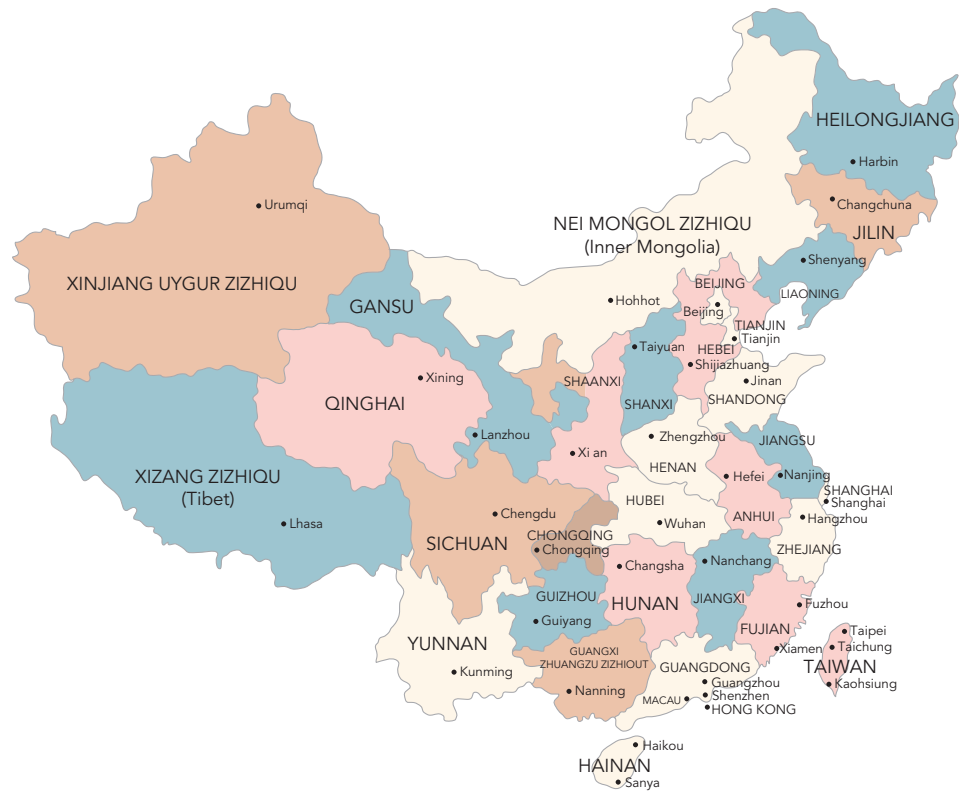 HEILONGJIANG
Harbin
Changchuna
JILIN
Urumqi
NEI MONGOL ZIZHIQU
(Inner Mongolia)
Shenyang
LIAONING
XINJIANG UYGUR ZIZHIQU
BEIJING
Hohhot
GANSU
Beijing
TIANJIN
Tianjin
Taiyuan
HEBEI
Shijiazhuang
Xining
SHAANXI
Jinan
SHANDONG
QINGHAI
SHANXI
Lanzhou
Zhengzhou
JIANGSU
Xi an
HENAN
XIZANG ZIZHIQU
(Tibet)
Hefei
Nanjing
SHANGHAI
Shanghai
HUBEI
Chengdu
ANHUI
Hangzhou
Lhasa
Wuhan
CHONGQING
Chongqing
SICHUAN
ZHEJIANG
Nanchang
Changsha
GUIZHOU
HUNAN
JIANGXI
Fuzhou
Guiyang
FUJIAN
Taipei
YUNNAN
Xiamen
Taichung
GUANGXI
ZHUANGZU ZIZHIOUT
GUANGDONG
TAIWAN
Kunming
Guangzhou
Kaohsiung
Nanning
Shenzhen
MACAU
HONG KONG
Haikou
HAINAN
Sanya